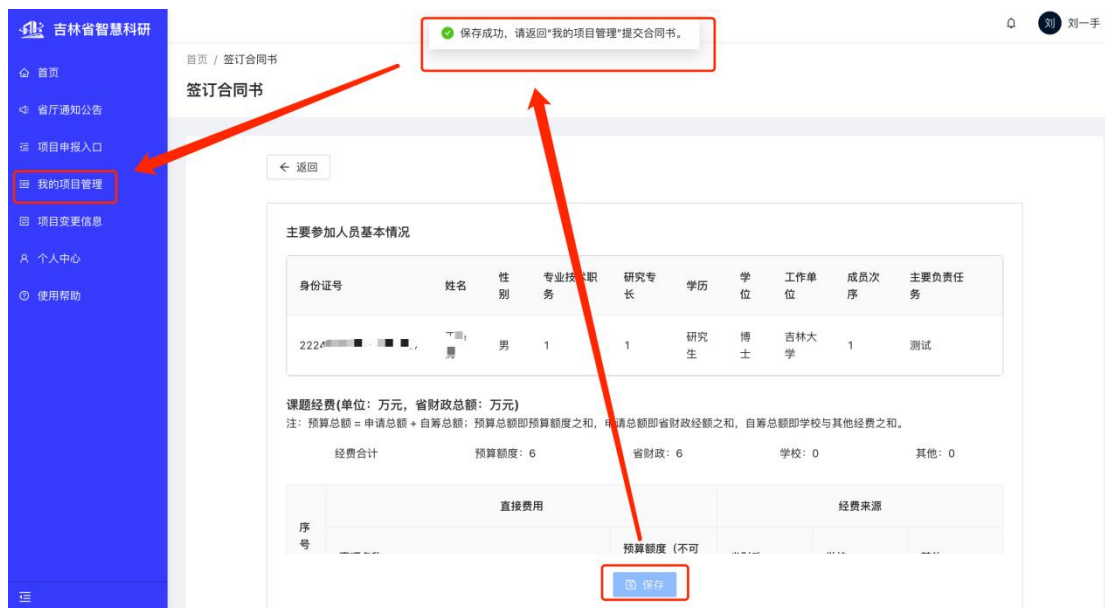 吉林省智慧科研
保存成功，请返回"我的项目管理"提交合同书。
刘 刘一手
首页
省厅通知公告
项目申报入口
我的项目管理
项目变更信息
个人中心
使用帮助
首页 / 签订合同书
签订合同书
← 返回
主要参加人员基本情况
身份证号 姓名 性别 专业技术职务 研究专长 学历 学位 工作单位 成员次序 主要负责任务
222 男 1 1 研究生 博士 吉林大学 1 测试
课题经费(单位：万元，省财政总额：万元)
注：预算总额 = 申请总额 + 自筹总额；预算总额即预算额度之和，申请总额即省财政经额之和，自筹总额即学校与其他经费之和。
经费合计 预算额度：6 省财政：6 学校：0 其他：0
序号 直接费用 经费来源
预算额度（不可
保存